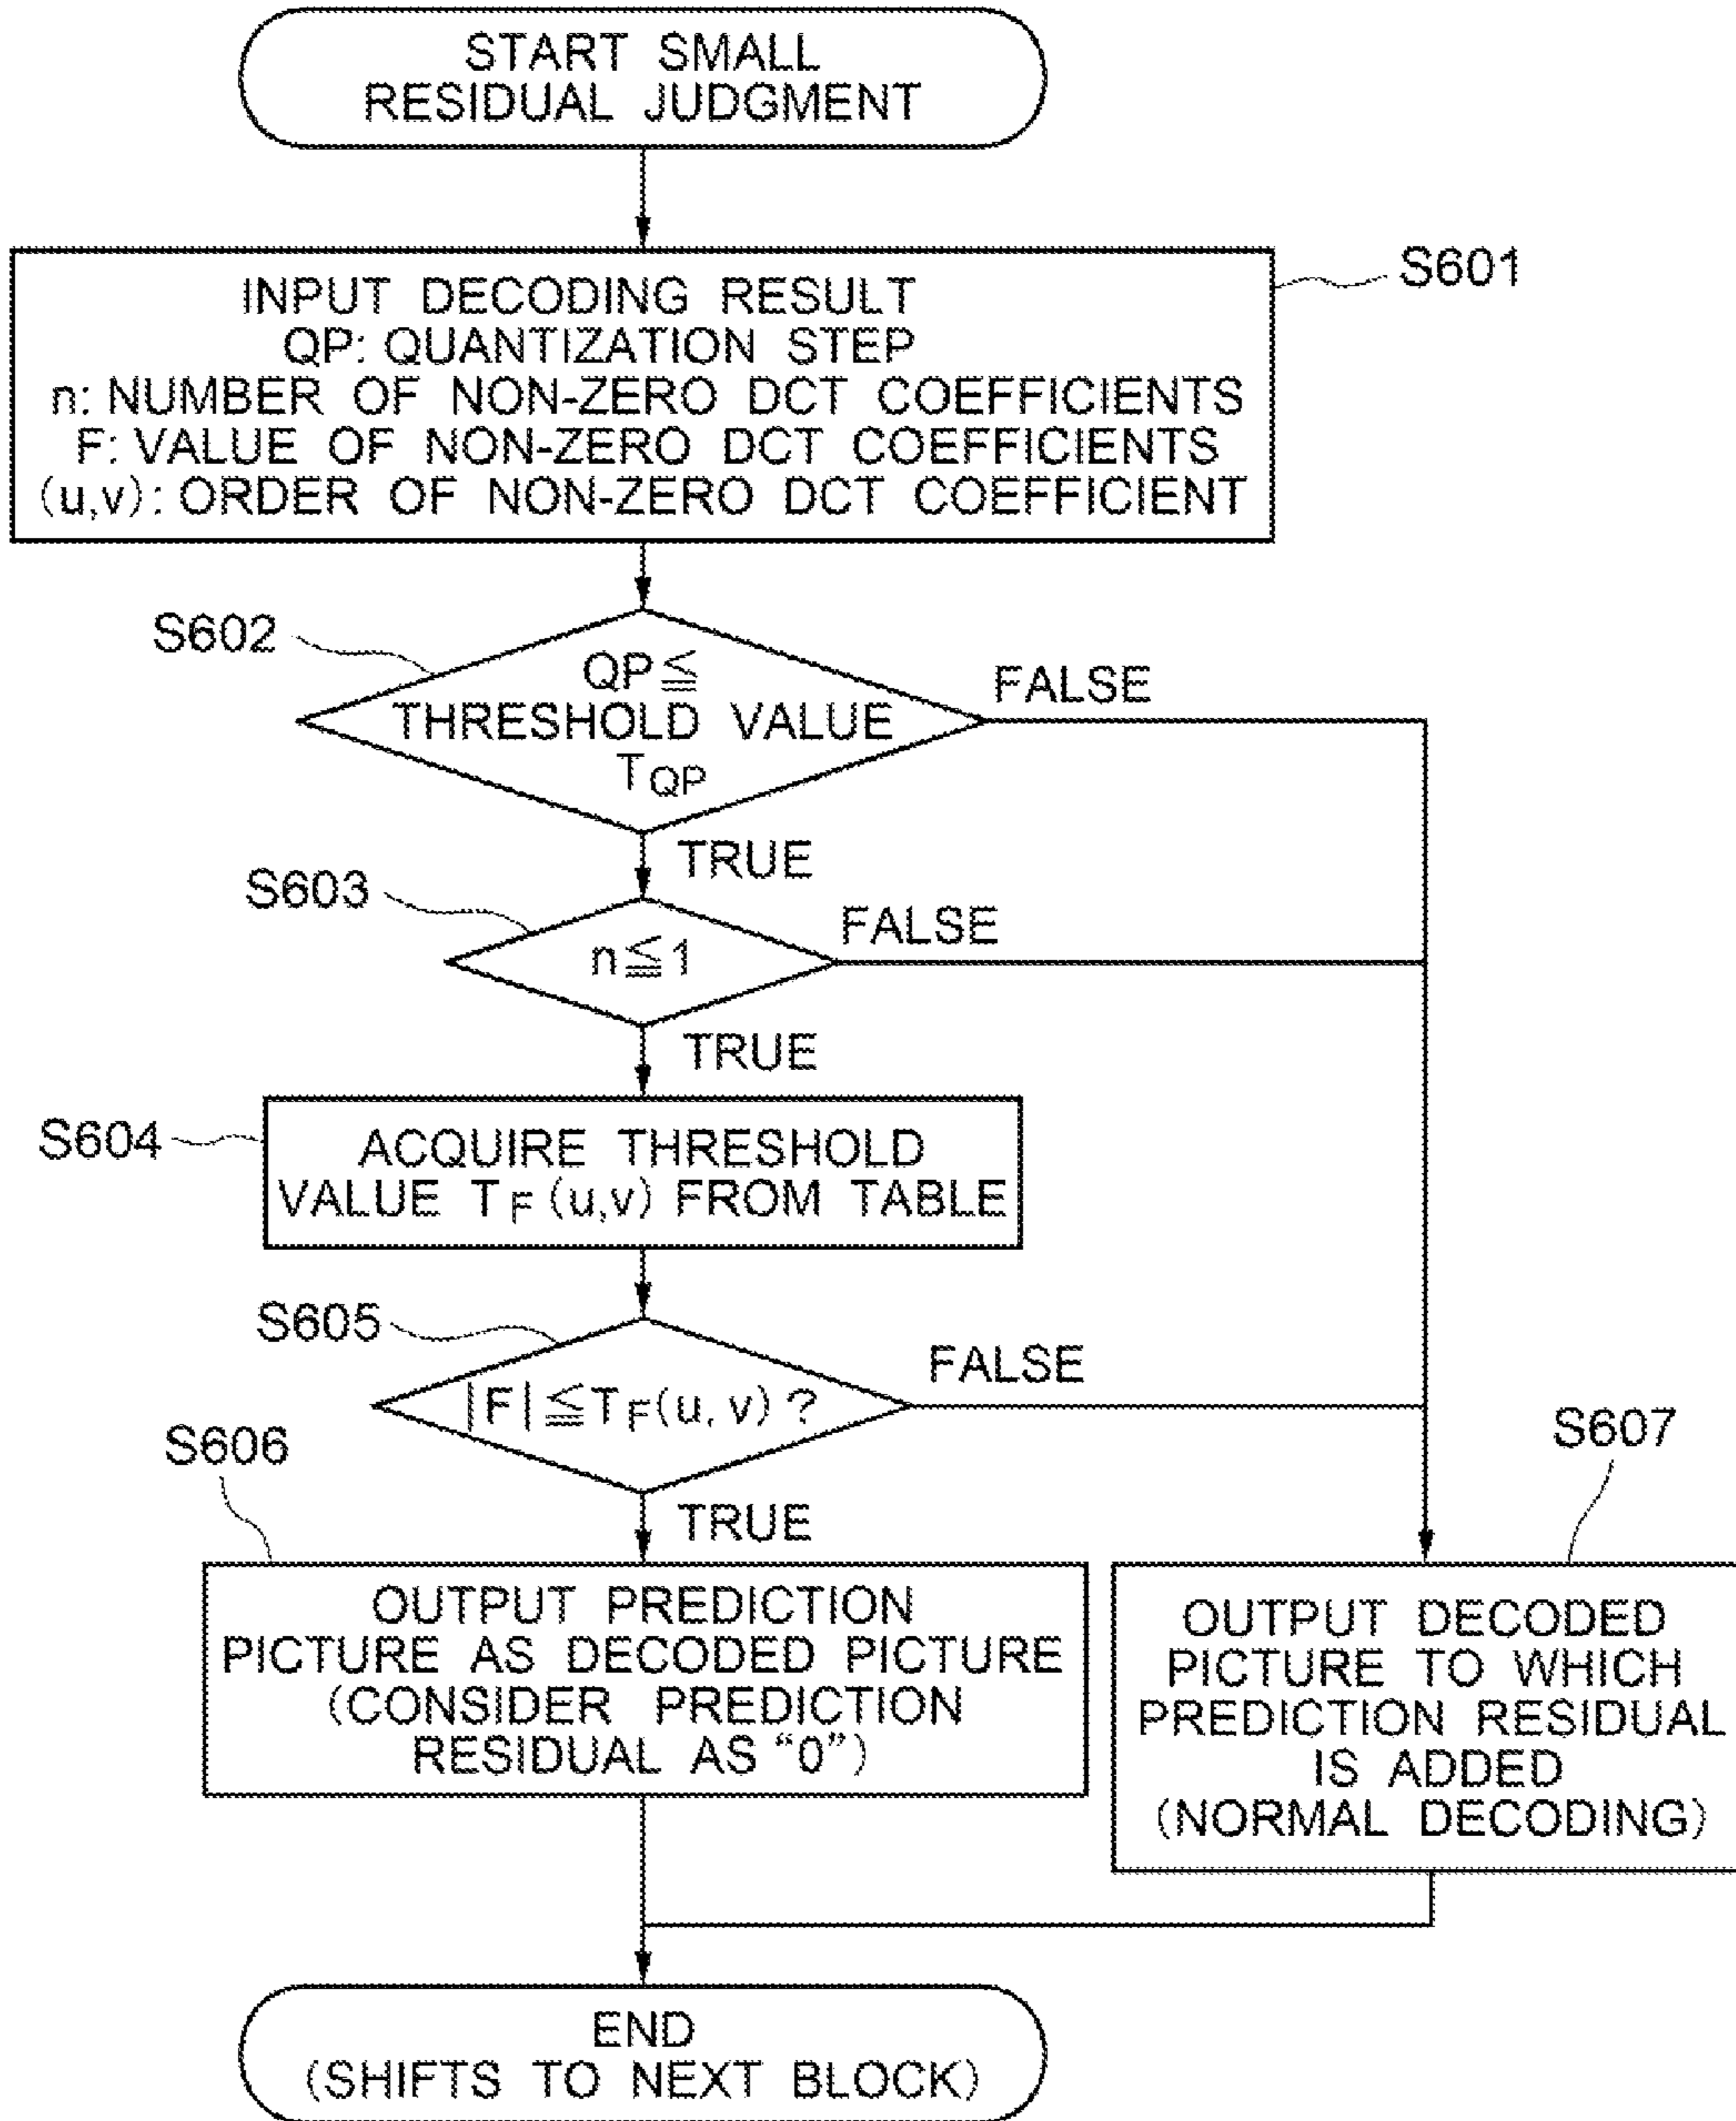 START SMALL
RESIDUAL JUDGMENT
S601
INPUT DECODING RESULT
QP: QUANTIZATION STEP
n: NUMBER OF NON-ZERO DCT COEFFICIENTS
F: VALUE OF NON-ZERO DCT COEFFICIENTS
(u,v): ORDER OF NON-ZERO DCT COEFFICIENT
S602
QP≦
THRESHOLD VALUE
TQP
FALSE
TRUE
S603
n≦1
FALSE
TRUE
S604
ACQUIRE THRESHOLD
VALUE TF (u,v) FROM TABLE
S605
|F|≦TF(u, v) ?
FALSE
TRUE
S606
OUTPUT PREDICTION
PICTURE AS DECODED PICTURE
(CONSIDER PREDICTION
RESIDUAL AS “0”)
S607
OUTPUT DECODED
PICTURE TO WHICH
PREDICTION RESIDUAL
IS ADDED
(NORMAL DECODING)
END
(SHIFTS TO NEXT BLOCK)